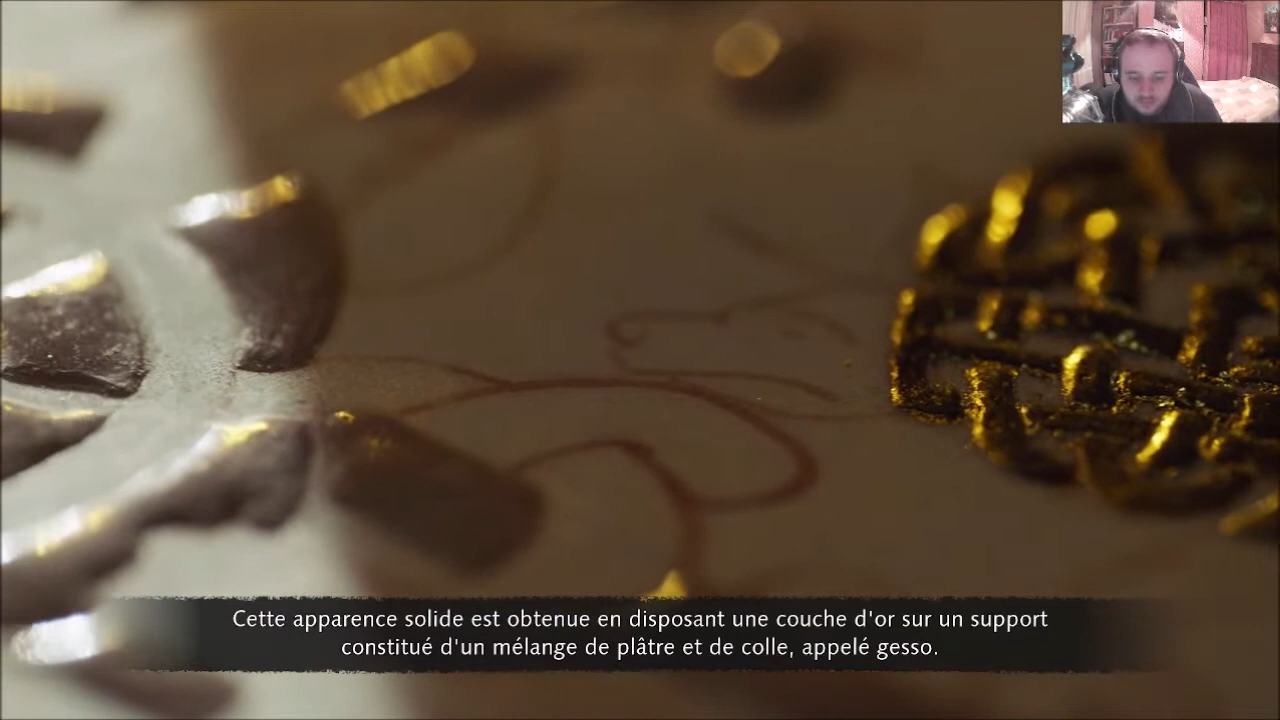 Cette apparence solide est obtenue en disposant une couche d'or sur un support
constitué d'un mélange de plâtre et de colle, appelé gesso.